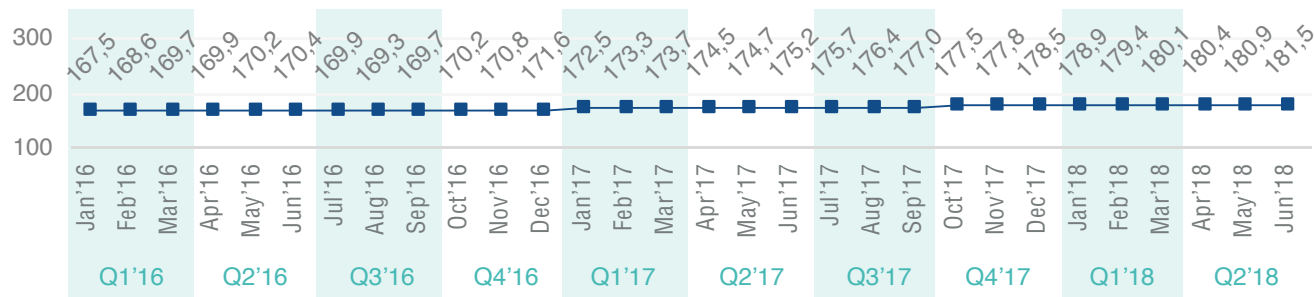 300
200
100
167,5 168,6 169,7 169,9 170,2 170,4 169,9 169,3 169,7 170,2 170,8 171,6 172,5 173,3 173,7 174,5 174,7 175,2 175,7 176,4 177,0 177,5 177,8 178,5 178,9 179,4 180,1 180,4 180,9 181,5
Jan’16 Feb’16 Mar’16 Apr’16 May’16 Jun’16 Jul’16 Aug’16 Sep’16 Oct’16 Nov’16 Dec’16 Jan’17 Feb’17 Mar’17 Apr’17 May’17 Jun’17 Jul’17 Aug’17 Sep’17 Oct’17 Nov’17 Dec’17 Jan’18 Feb’18 Mar’18 Apr’18 May’18 Jun’18
Q1’16 Q2’16 Q3’16 Q4’16 Q1’17 Q2’17 Q3’17 Q4’17 Q1’18 Q2’18